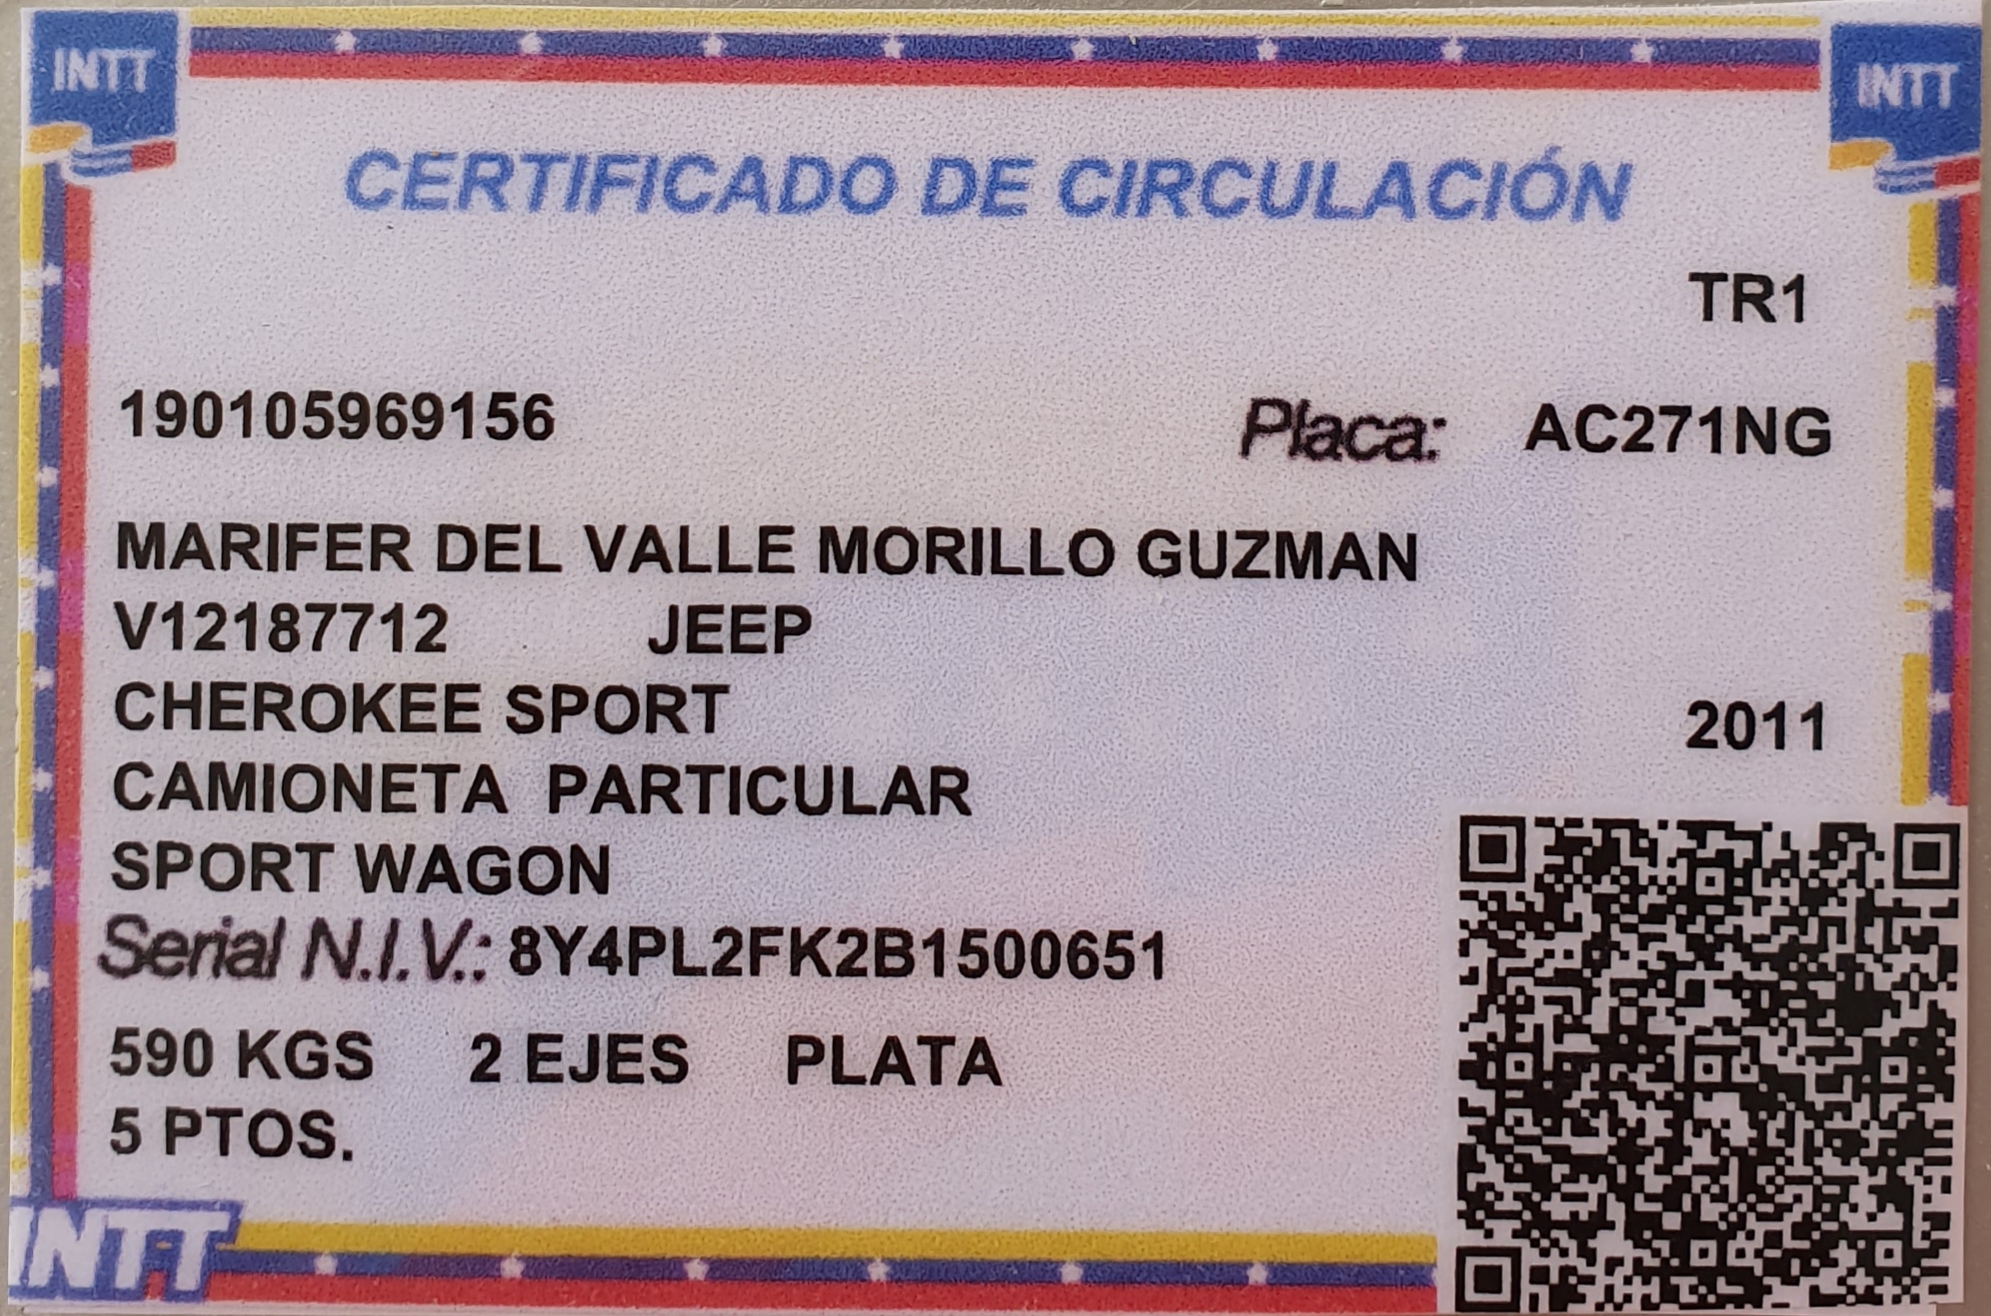 INTT
INTT
CERTIFICADO DE CIRCULACIÓN
TR1
190105969156 Placa: AC271NG
MARIFER DEL VALLE MORILLO GUZMAN
V12187712 JEEP
CHEROKEE SPORT 2011
CAMIONETA PARTICULAR
SPORT WAGON
Serial N.I.V.: 8Y4PL2FK2B1500651
590 KGS 2 EJES PLATA
5 PTOS.
INTT